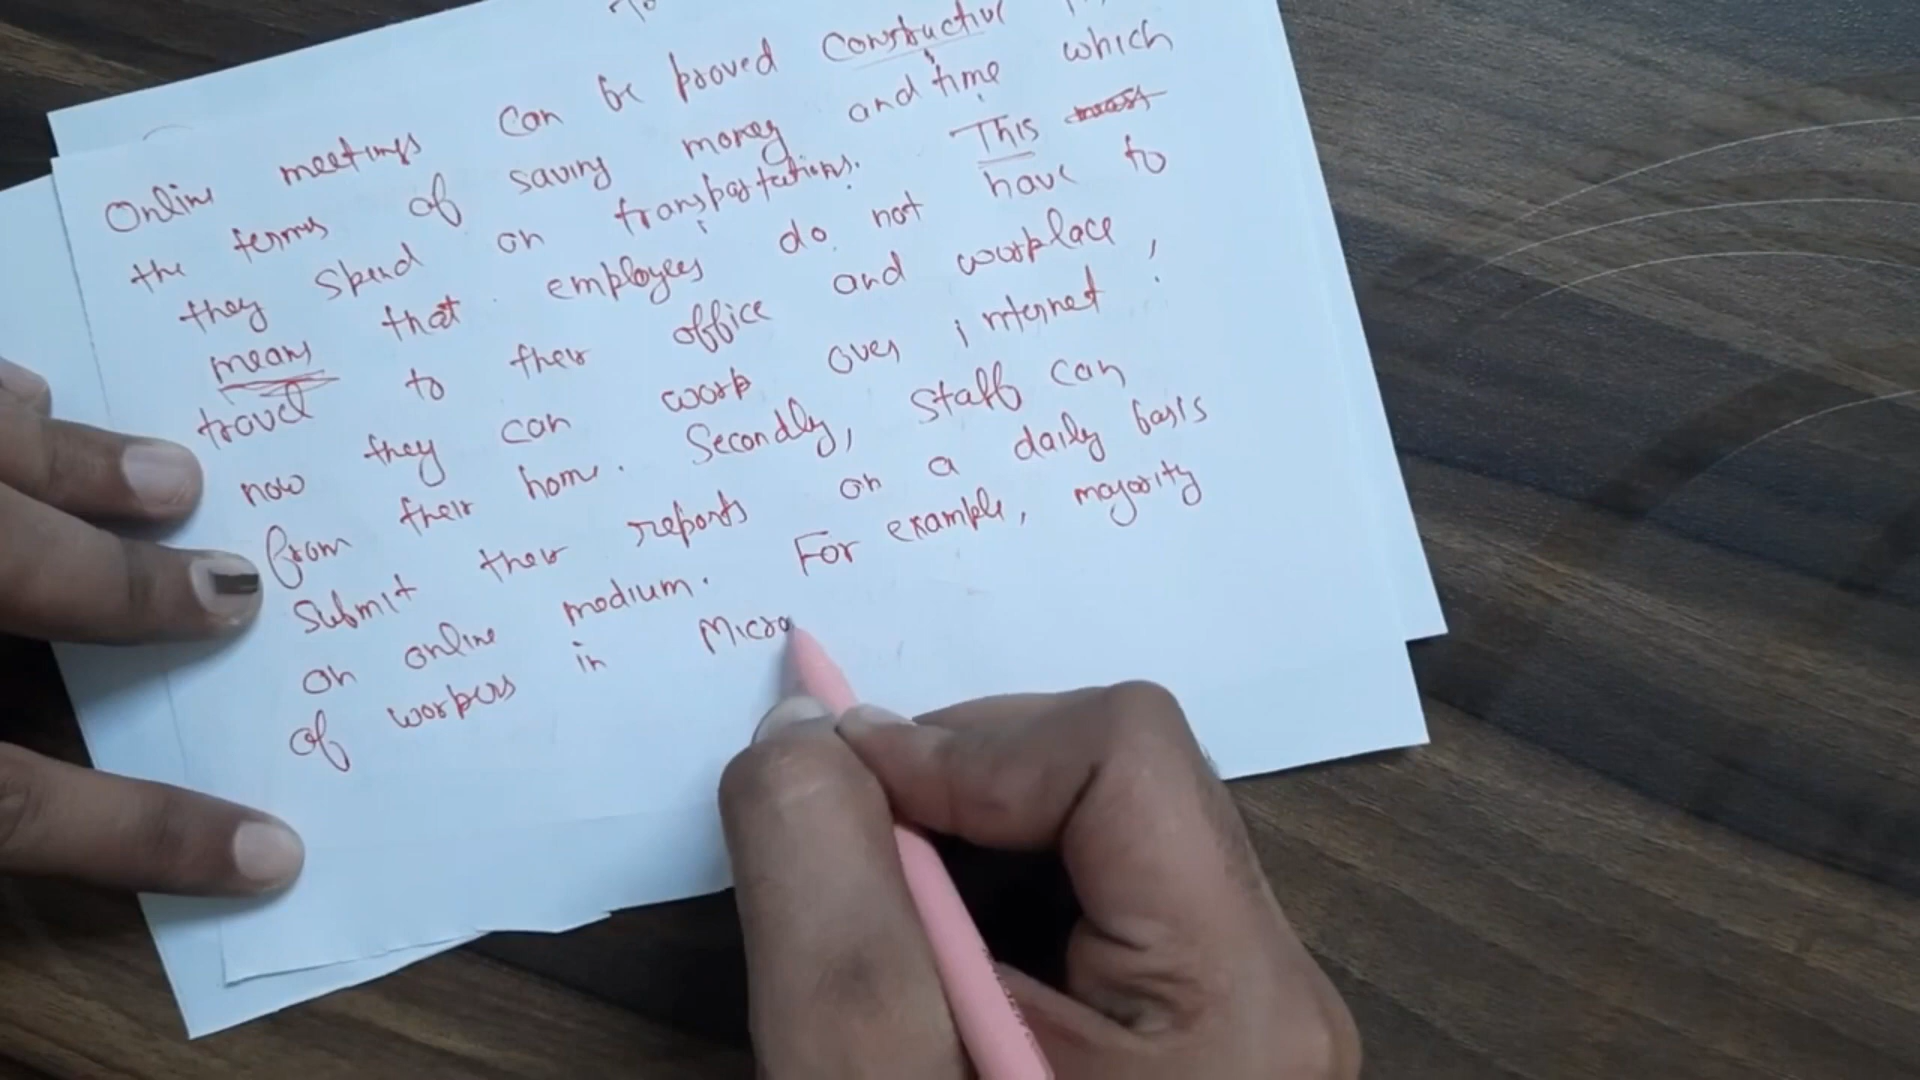 To
Online meetings can be proved constructive
the terms of saving money and time which
they spend on transportations. This
means that employees do not have to
travel to their office and workplace,
now they can work over internet
from their home. Secondly, staff can
submit their reports on a daily basis
on online medium. For example, majority
of workers in Micro